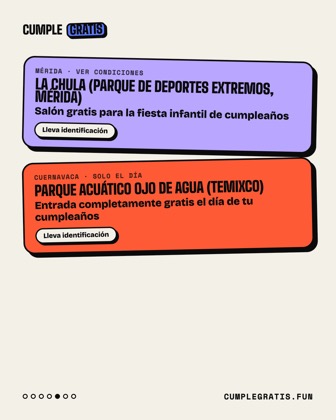 CUMPLE GRATIS
MÉRIDA · VER CONDICIONES
LA CHULA (PARQUE DE DEPORTES EXTREMOS,
MÉRIDA)
Salón gratis para la fiesta infantil de cumpleaños
Lleva identificación
CUERNAVACA · SOLO EL DÍA
PARQUE ACUÁTICO OJO DE AGUA (TEMIXCO)
Entrada completamente gratis el día de tu
cumpleaños
Lleva identificación
CUMPLEGRATIS.FUN